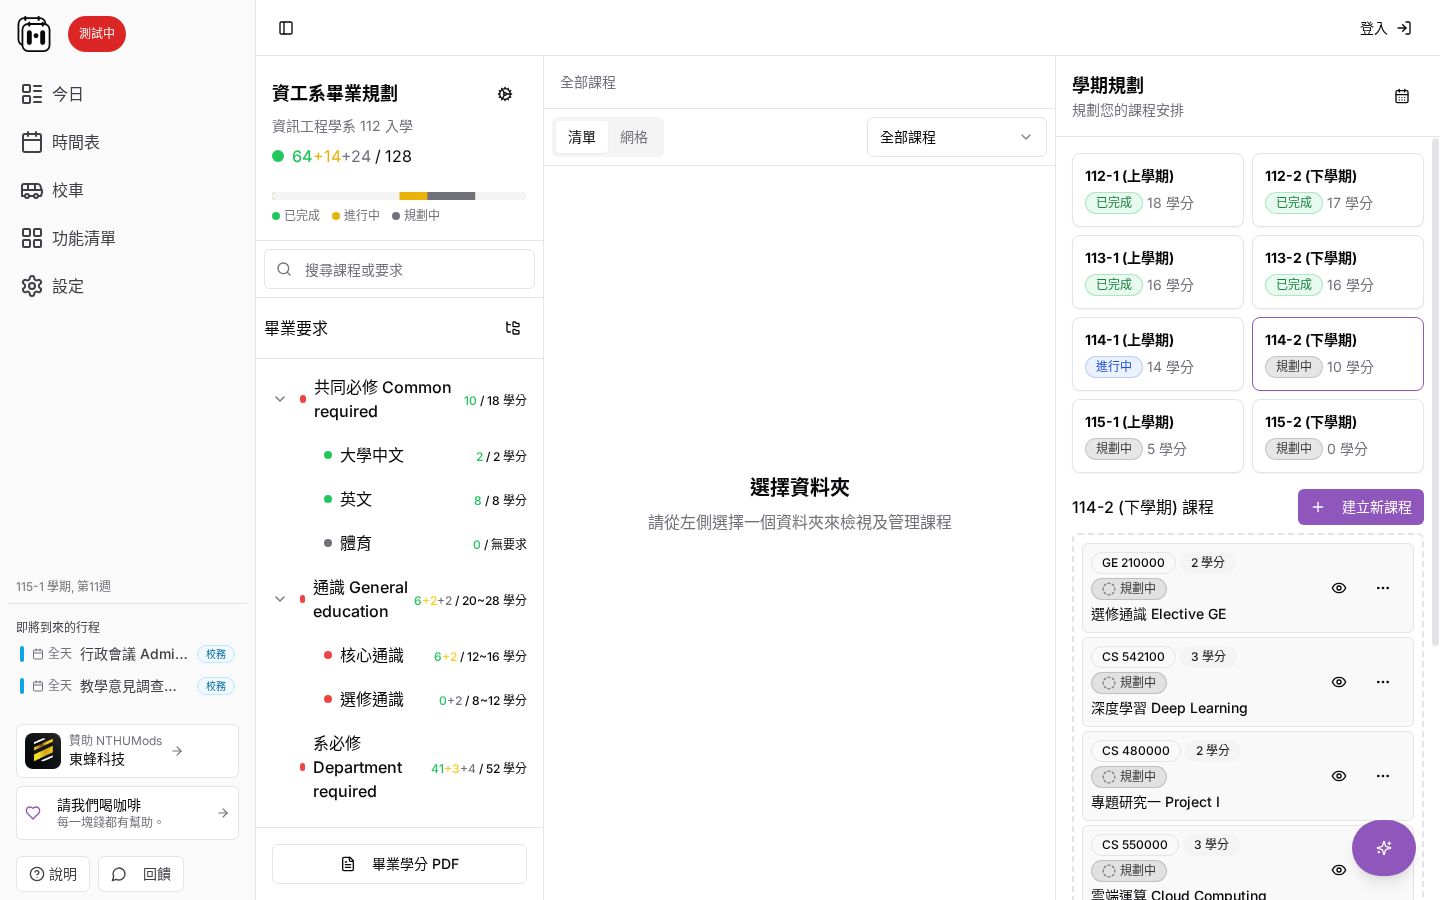 測試中
今日
時間表
校車
功能清單
設定
115-1 學期, 第11週
即將到來的行程
全天 行政會議 Admi... 校務
全天 教學意見調查... 校務
贊助 NTHUMods
東蜂科技
請我們喝咖啡
每一塊錢都有幫助。
說明 回饋
登入
資工系畢業規劃
資訊工程學系 112 入學
64+14+24 / 128
已完成 進行中 規劃中
搜尋課程或要求
畢業要求
共同必修 Common
required
10 / 18 學分
大學中文 2 / 2 學分
英文 8 / 8 學分
體育 0 / 無要求
通識 General
education
6+2+2 / 20~28 學分
核心通識 6+2 / 12~16 學分
選修通識 0+2 / 8~12 學分
系必修
Department
required
41+3+4 / 52 學分
畢業學分 PDF
全部課程
清單 網格 全部課程
選擇資料夾
請從左側選擇一個資料夾來檢視及管理課程
學期規劃
規劃您的課程安排
112-1 (上學期)
已完成 18 學分
112-2 (下學期)
已完成 17 學分
113-1 (上學期)
已完成 16 學分
113-2 (下學期)
已完成 16 學分
114-1 (上學期)
進行中 14 學分
114-2 (下學期)
規劃中 10 學分
115-1 (上學期)
規劃中 5 學分
115-2 (下學期)
規劃中 0 學分
114-2 (下學期) 課程 建立新課程
GE 210000 2 學分
規劃中
選修通識 Elective GE
CS 542100 3 學分
規劃中
深度學習 Deep Learning
CS 480000 2 學分
規劃中
專題研究一 Project I
CS 550000 3 學分
規劃中
雲端運算 Cloud Computing